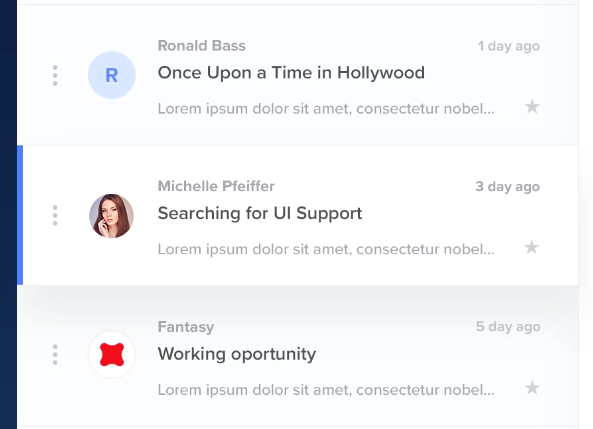 Ronald Bass 1 day ago
R
Once Upon a Time in Hollywood
Lorem ipsum dolor sit amet, consectetur nobel...
Michelle Pfeiffer 3 day ago
Searching for UI Support
Lorem ipsum dolor sit amet, consectetur nobel...
Fantasy 5 day ago
Working oportunity
Lorem ipsum dolor sit amet, consectetur nobel...